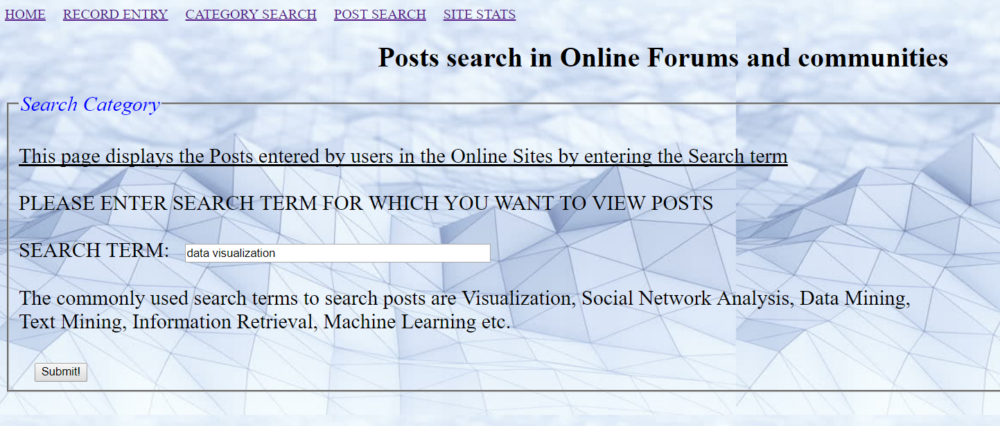 HOME RECORD ENTRY CATEGORY SEARCH POST SEARCH SITE STATS
Posts search in Online Forums and communities
Search Category
This page displays the Posts entered by users in the Online Sites by entering the Search term
PLEASE ENTER SEARCH TERM FOR WHICH YOU WANT TO VIEW POSTS
SEARCH TERM: data visualization
The commonly used search terms to search posts are Visualization, Social Network Analysis, Data Mining,
Text Mining, Information Retrieval, Machine Learning etc.
Submit!